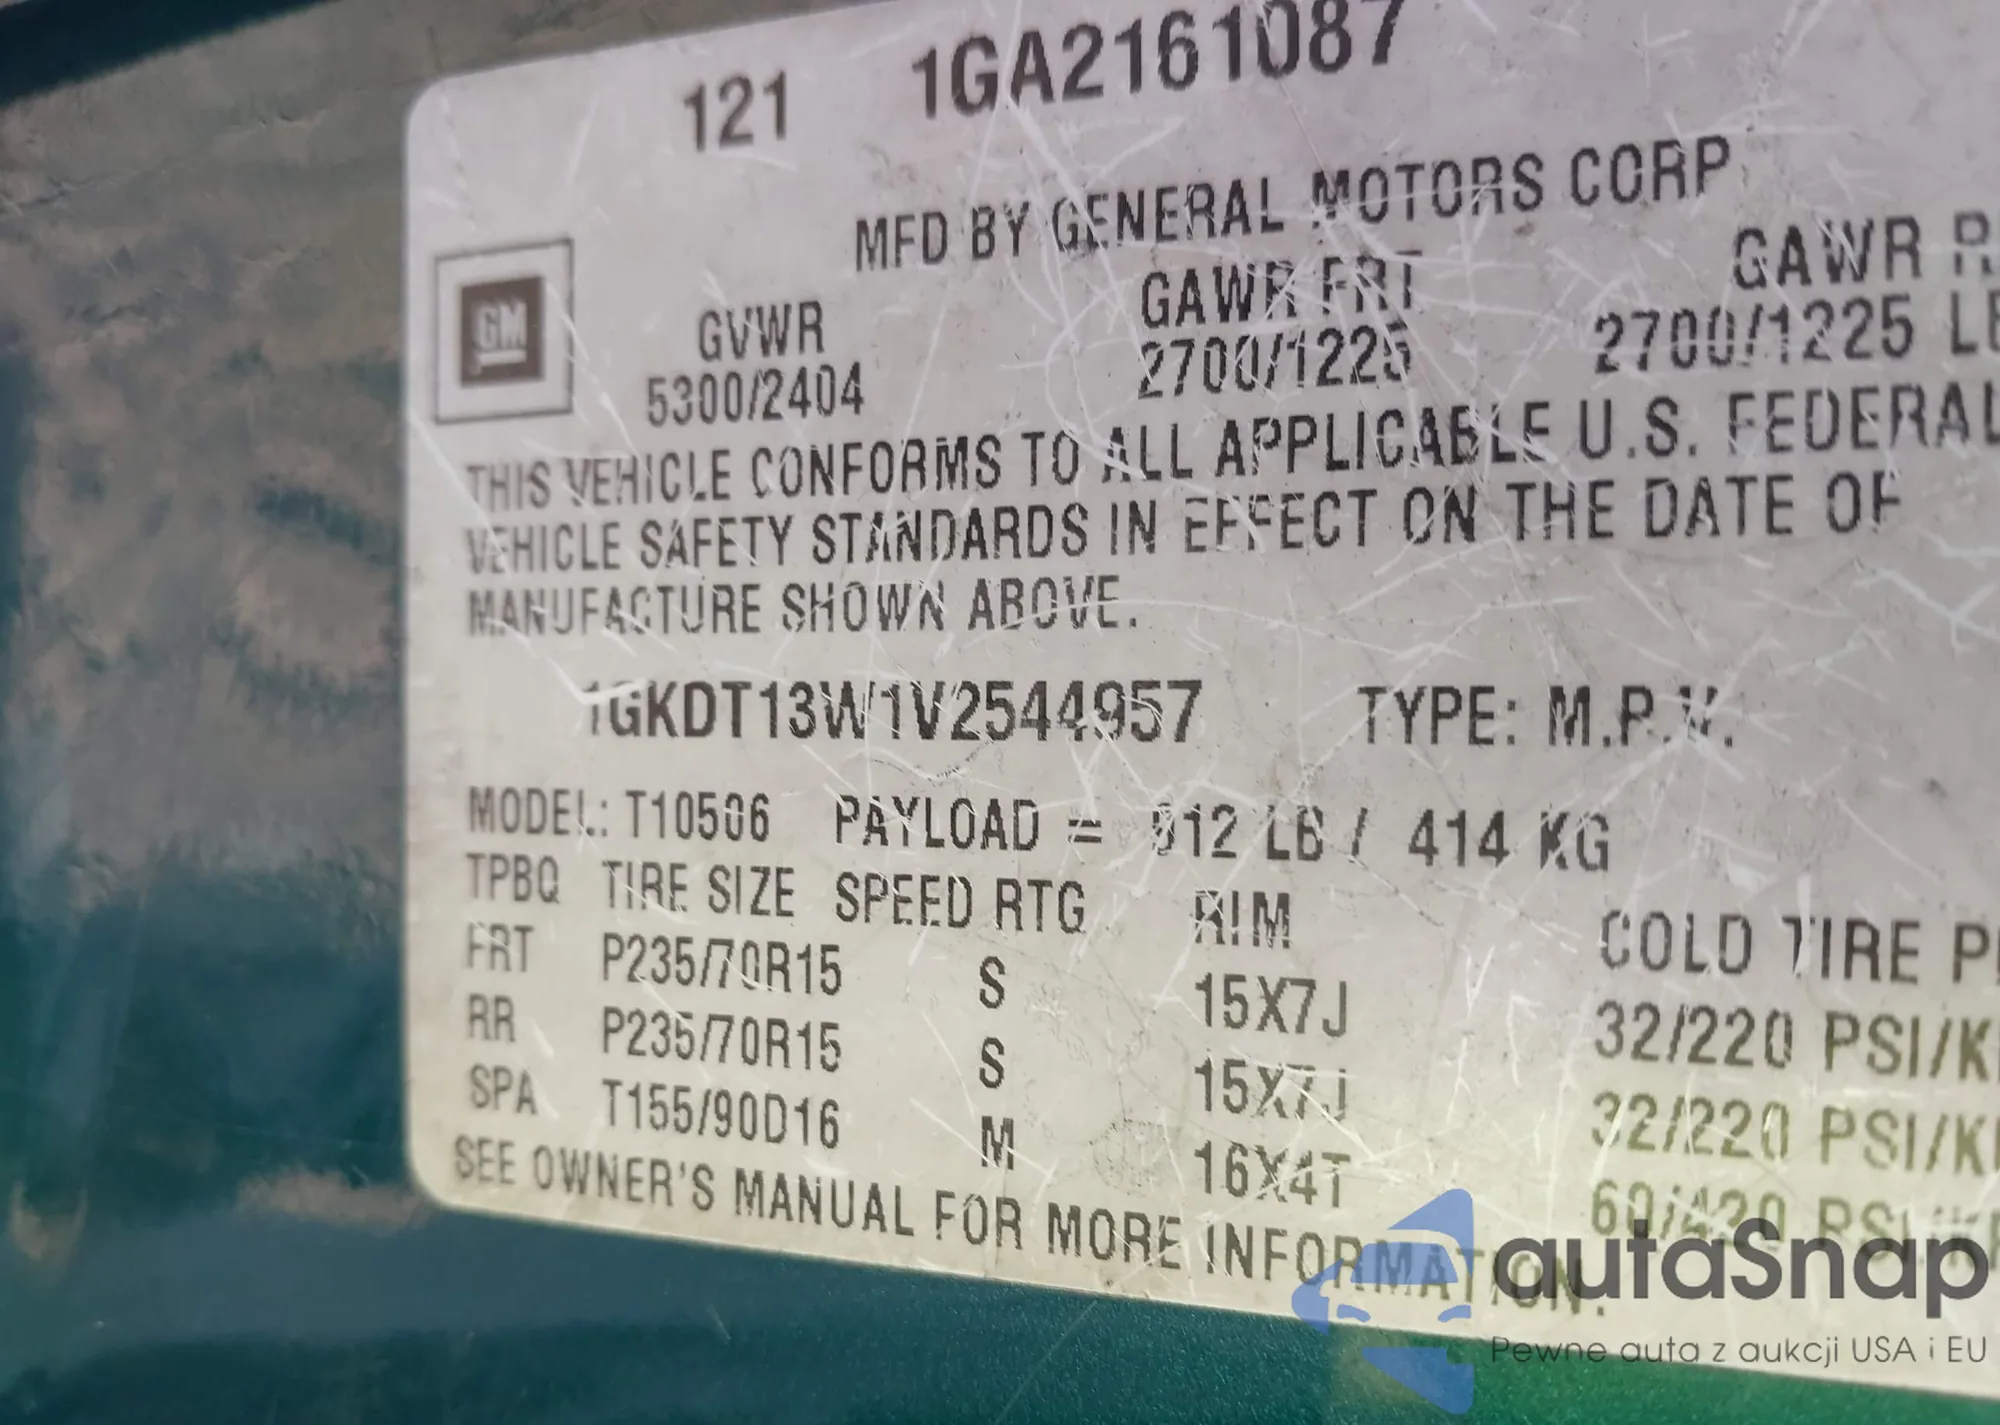 121 1GA2161087
MFD BY GENERAL MOTORS CORP
GM
GVWR GAWR FRT GAWR
5300/2404 2700/1225 2700/1225
THIS VEHICLE CONFORMS TO ALL APPLICABLE U.S. FEDERAL
VEHICLE SAFETY STANDARDS IN EFFECT ON THE DATE OF
MANUFACTURE SHOWN ABOVE.
1GKDT13W1V2544957 TYPE: M.P.V.
MODEL: T10506 PAYLOAD = 912 LB / 414 KG
TPBQ TIRE SIZE SPEED RTG RIM COLD TIRE
FRT P235/70R15 S 15X7J 32/220 PSI/K
RR P235/70R15 S 15X7J 32/220 PSI/K
SPA T155/90D16 M 16X4T 60/420 PSI/K
SEE OWNER'S MANUAL FOR MORE INFORMATION.
autaSnap
Pewne auta z aukcji USA i EU